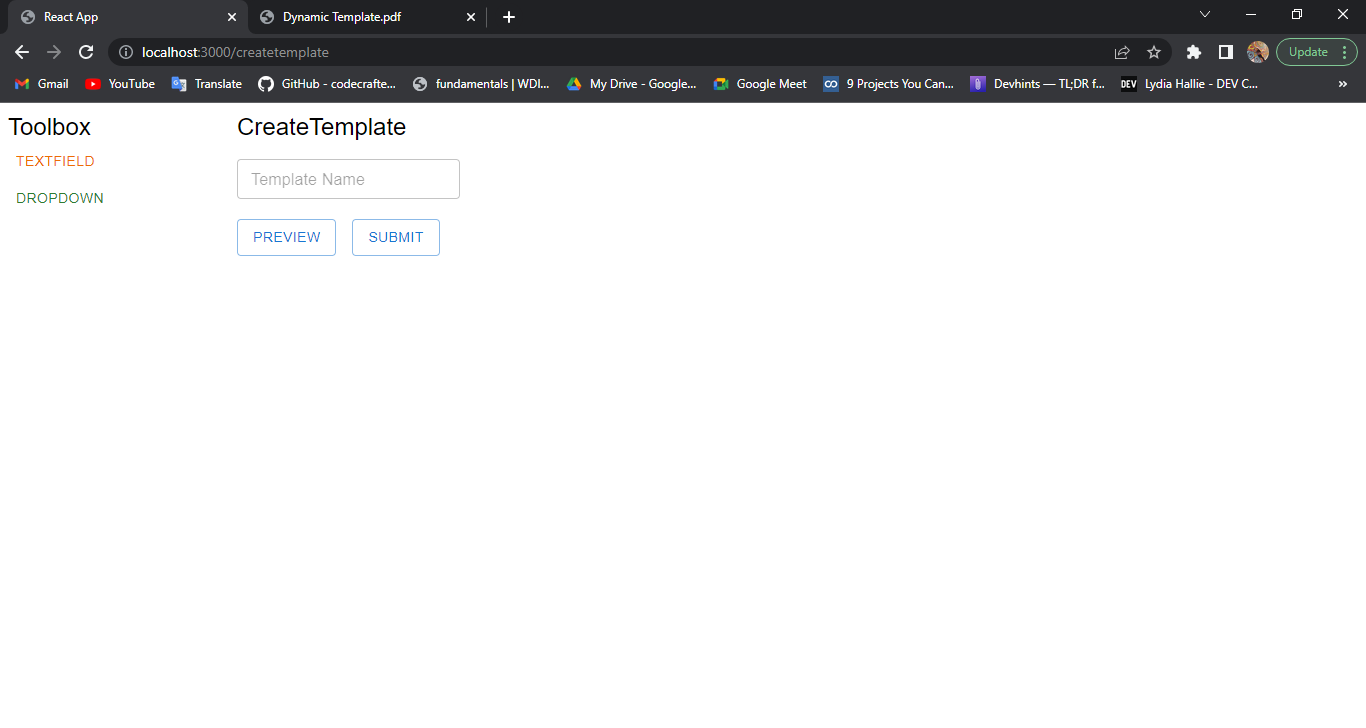 React App
Dynamic Template.pdf
localhost:3000/createtemplate
Update
Gmail
YouTube
Translate
GitHub - codecrafte...
fundamentals | WDI...
My Drive - Google...
Google Meet
CO
9 Projects You Can...
Devhints — TL;DR f...
DEV
Lydia Hallie - DEV C...
»
Toolbox
TEXTFIELD
DROPDOWN
CreateTemplate
Template Name
PREVIEW
SUBMIT